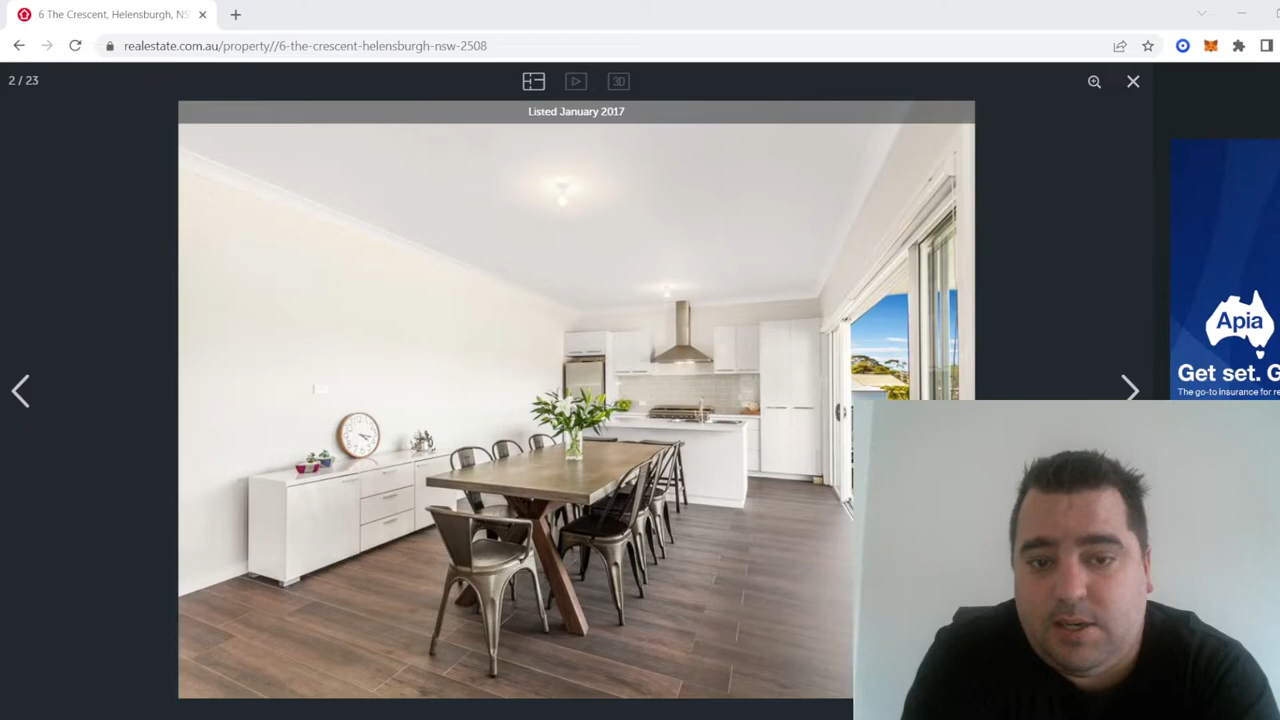 6 The Crescent, Helensburgh, NS
realestate.com.au/property//6-the-crescent-helensburgh-nsw-2508
2 / 23
3D
Listed January 2017
Apia
Get set. G
The go-to insurance for re